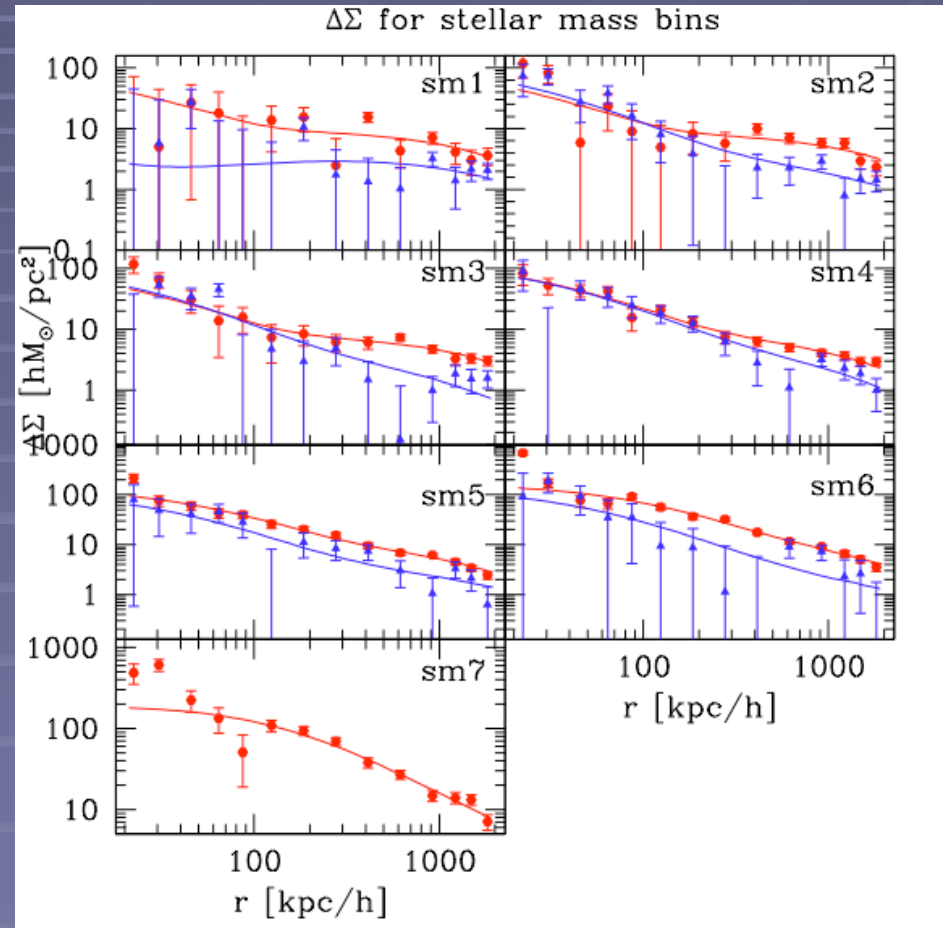 ΔΣ for stellar mass bins
100
10
1
0.1
sm1
sm2
100
10
1
sm3
sm4
ΔΣ [hM☉/pc²]
1000
100
10
1
sm5
sm6
1000
100
10
sm7
100 1000
r [kpc/h]
100 1000
r [kpc/h]